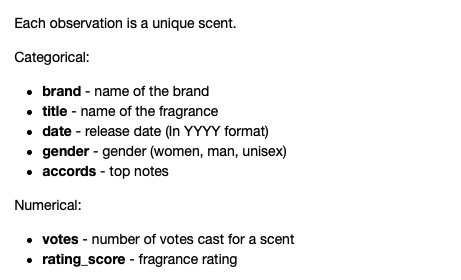 Each observation is a unique scent.
Categorical:
• brand - name of the brand
• title - name of the fragrance
• date - release date (In YYYY format)
• gender - gender (women, man, unisex)
• accords - top notes
Numerical:
• votes - number of votes cast for a scent
• rating_score - fragrance rating